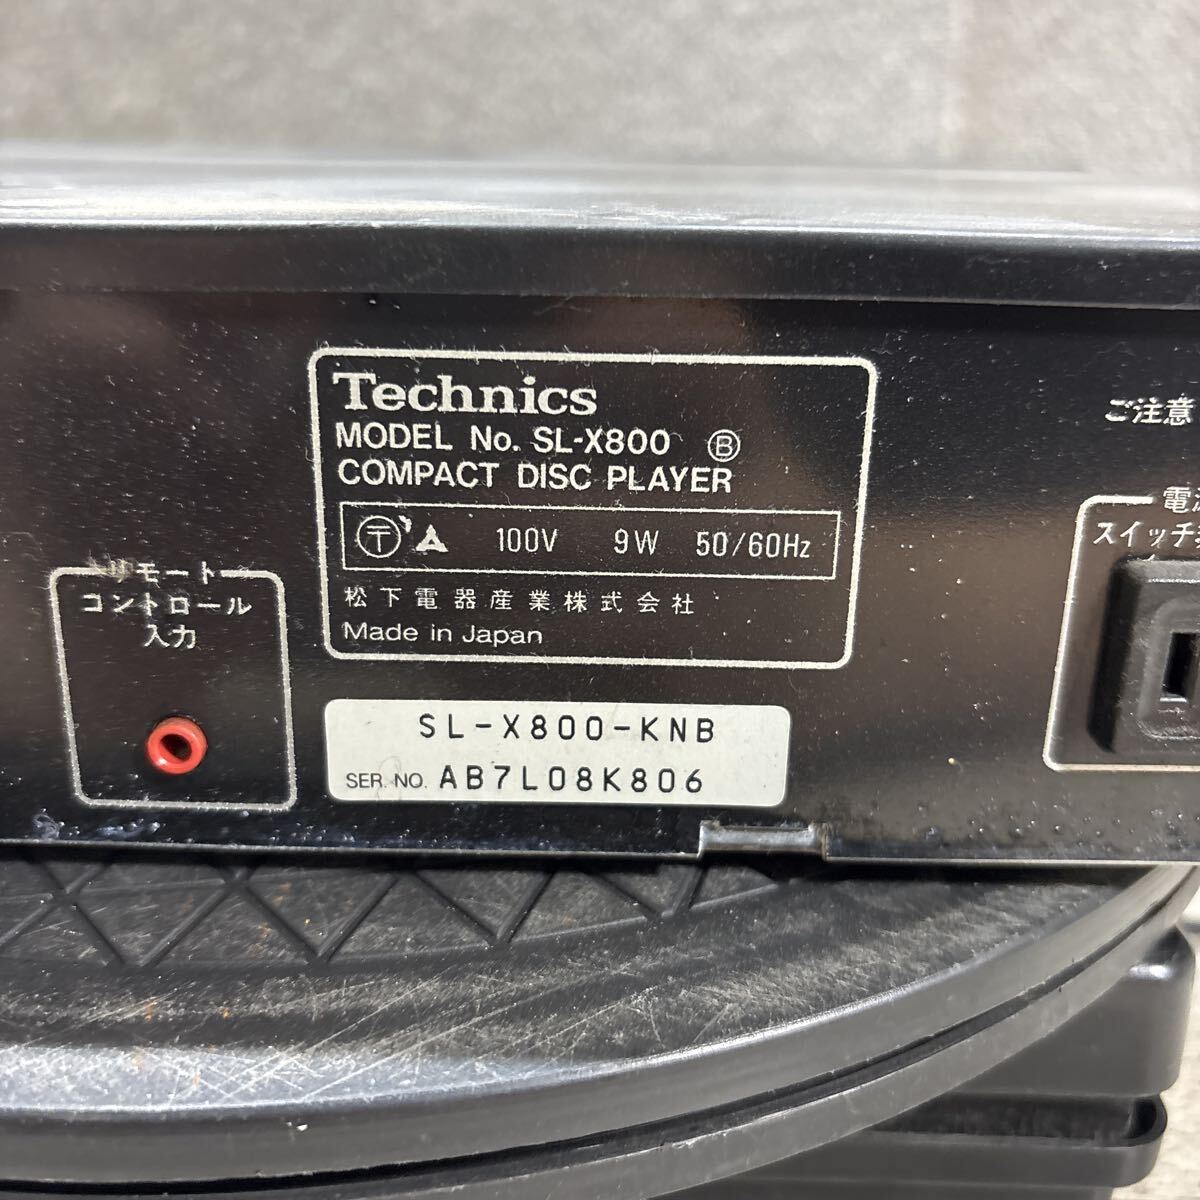 Technics
MODEL No. SL-X800 Ⓑ
COMPACT DISC PLAYER
〒 100V 9W 50/60Hz
松下電器産業株式会社
Made in Japan
リモート
コントロール
入力
SL-X800-KNB
SER. NO. AB7L08K806
ご注意
電
スイッチ